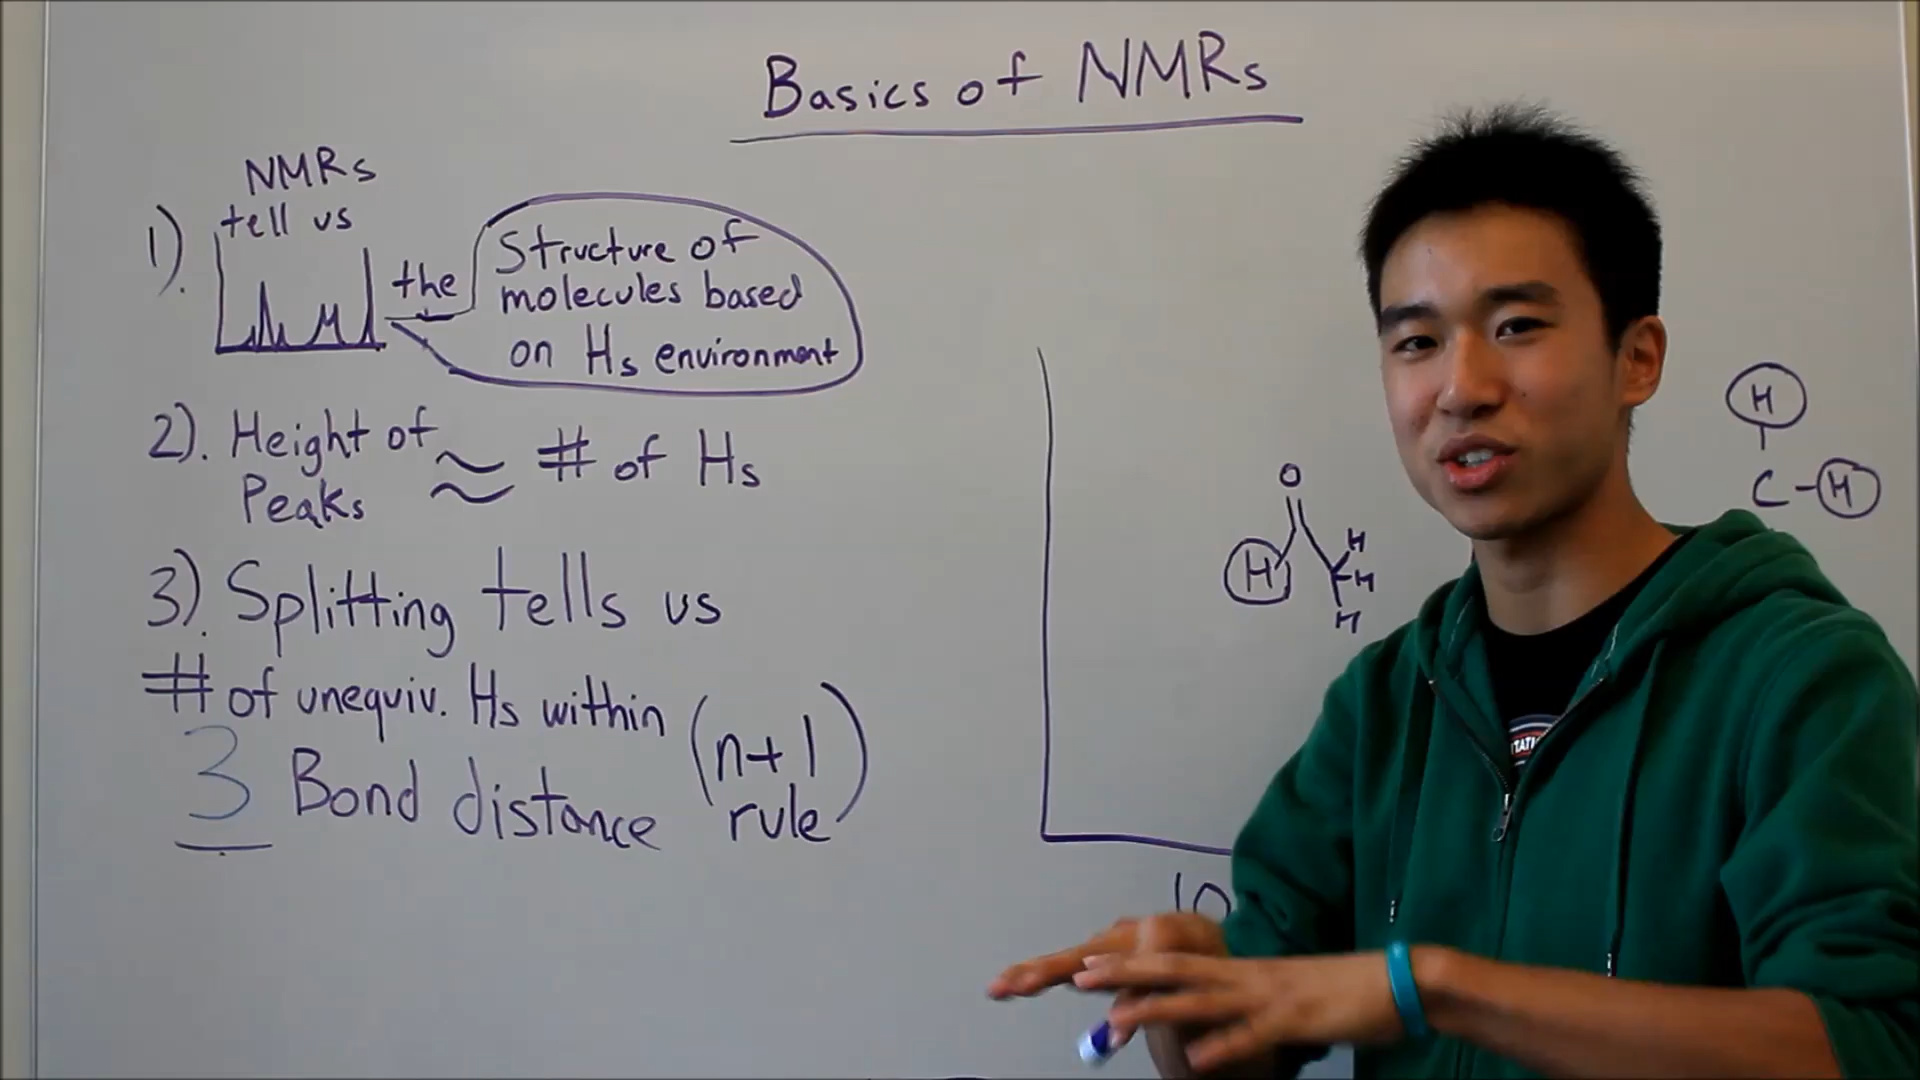 Basics of NMRs
NMRs
1). tell us
the
Structure of
molecules based
on Hs environment
2). Height of
Peaks
≈ # of Hs
3). Splitting tells us
# of unequiv. Hs within
3 Bond distance
(n+1
rule)
O
H
H
H
H
H
C-H
10